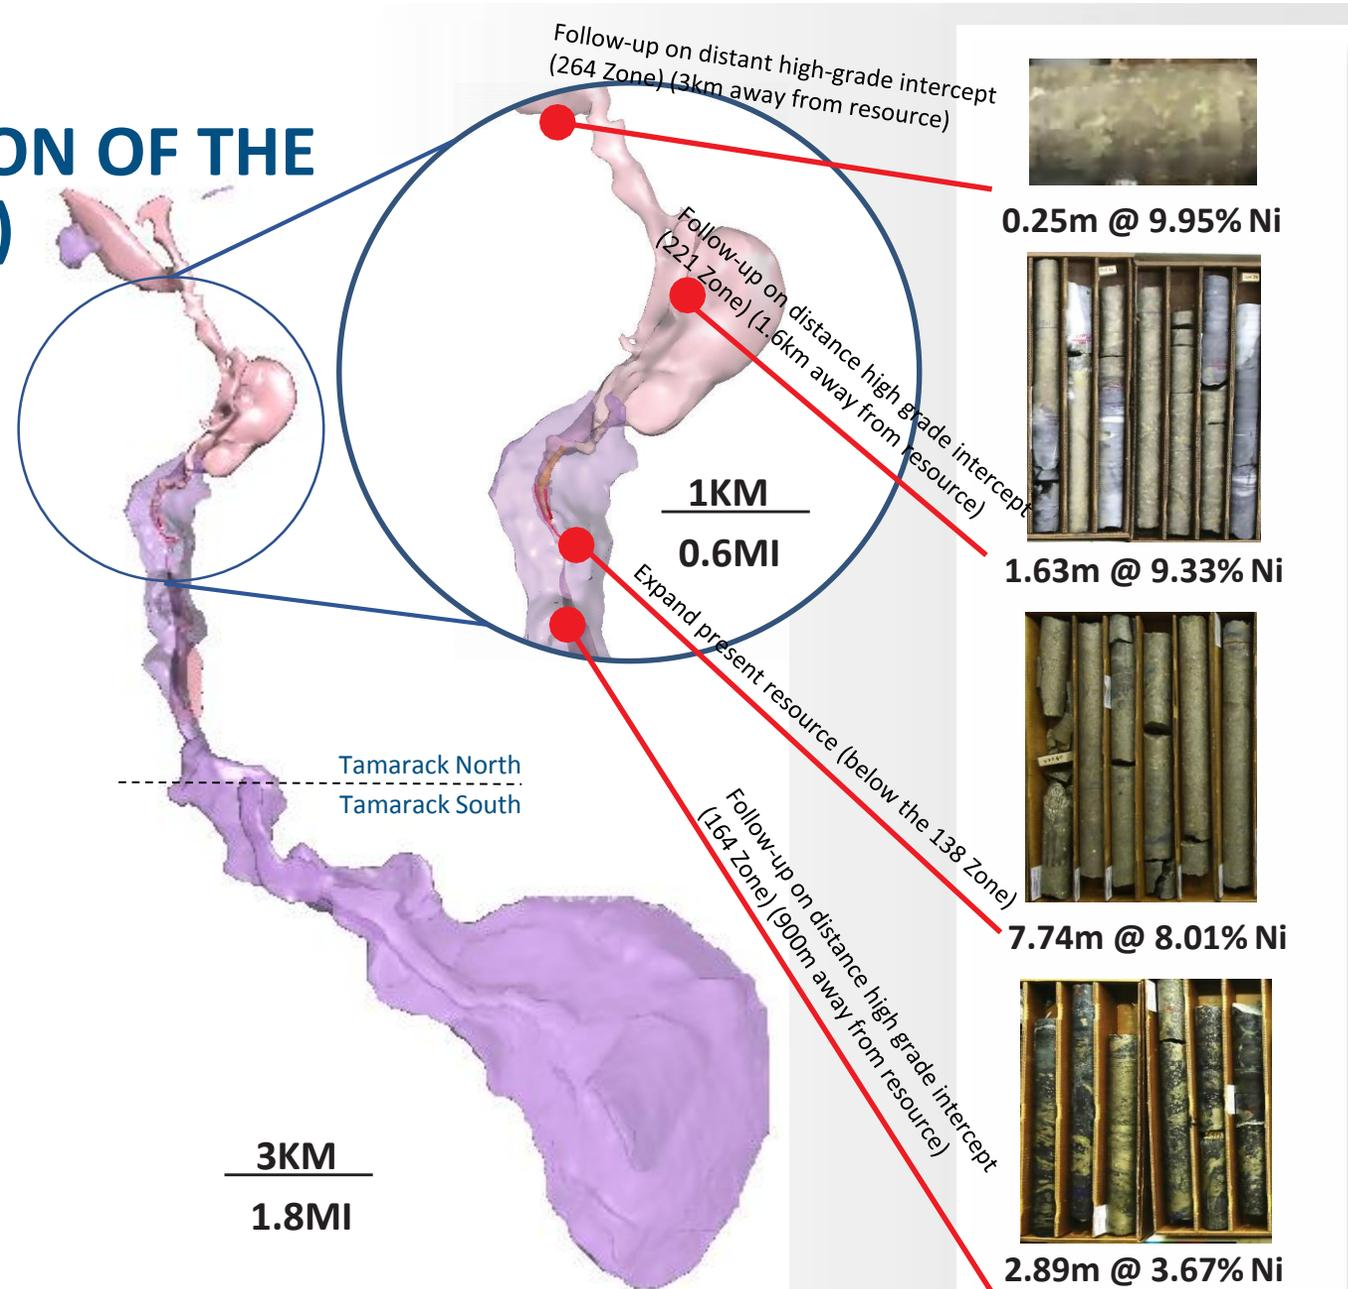 ON OF THE
)
Follow-up on distant high-grade intercept
(264 Zone) (3km away from resource)
0.25m @ 9.95% Ni
Follow-up on distance high grade intercept
(221 Zone) (1.6km away from resource)
1.63m @ 9.33% Ni
1KM
0.6MI
Expand present resource (below the 138 Zone)
7.74m @ 8.01% Ni
Tamarack North
Tamarack South
Follow-up on distance high grade intercept
(164 Zone) (900m away from resource)
2.89m @ 3.67% Ni
3KM
1.8MI